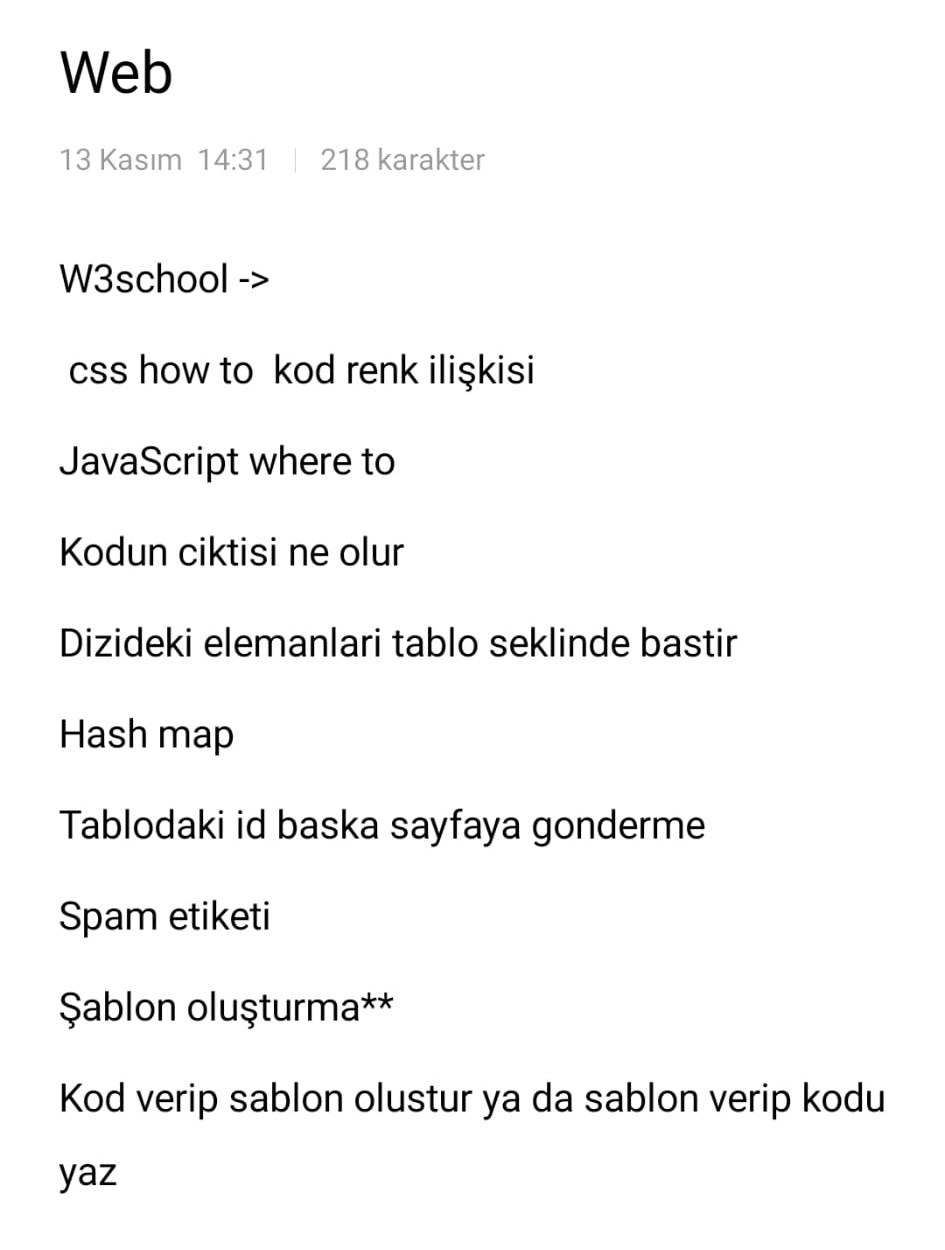 Web
13 Kasım 14:31 | 218 karakter
W3school ->
css how to  kod renk ilişkisi
JavaScript where to
Kodun ciktisi ne olur
Dizideki elemanlari tablo seklinde bastir
Hash map
Tablodaki id baska sayfaya gonderme
Spam etiketi
Şablon oluşturma**
Kod verip sablon olustur ya da sablon verip kodu
yaz